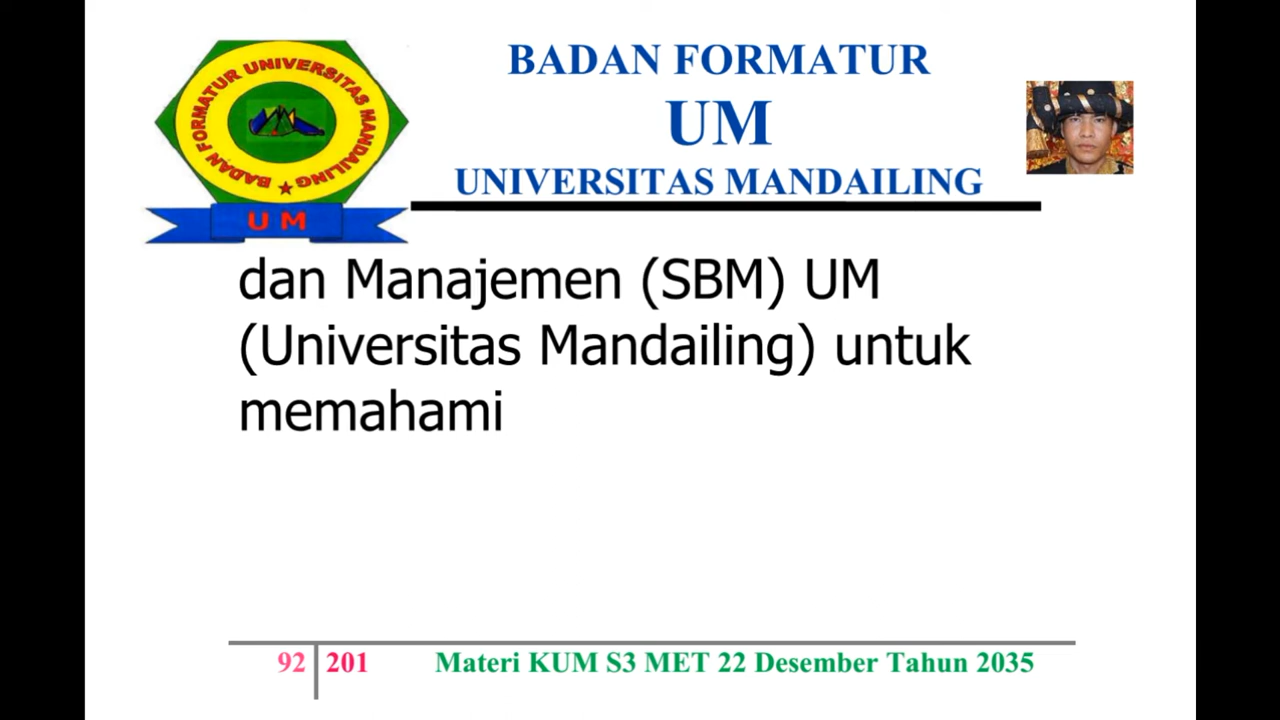 BADAN FORMATUR UNIVERSITAS MANDAILING
U M
BADAN FORMATUR
UM
UNIVERSITAS MANDAILING
dan Manajemen (SBM) UM
(Universitas Mandailing) untuk
memahami
92 201 Materi KUM S3 MET 22 Desember Tahun 2035